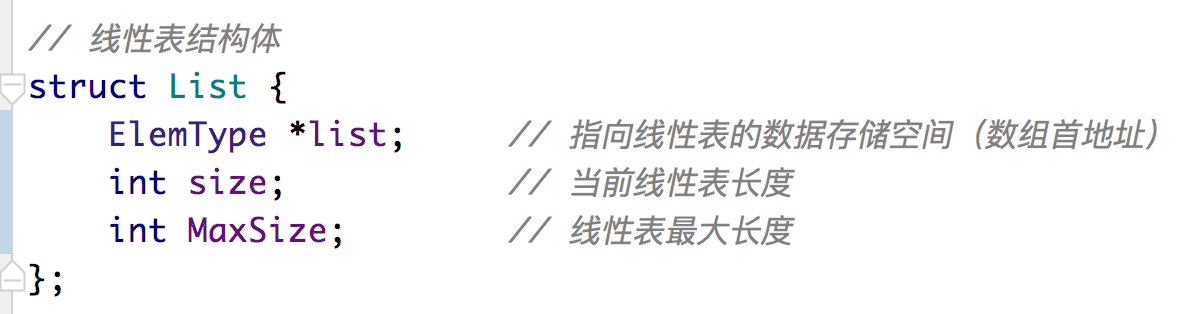 // 线性表结构体
struct List {
    ElemType *list;     // 指向线性表的数据存储空间（数组首地址）
    int size;           // 当前线性表长度
    int MaxSize;        // 线性表最大长度
};